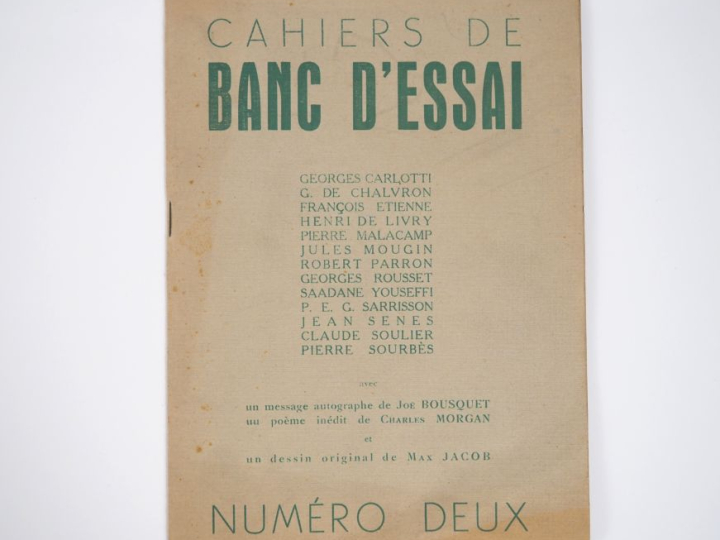 CAHIERS DE
BANC D'ESSAI
GEORGES CARLOTTI
G. DE CHALVRON
FRANÇOIS ETIENNE
HENRI DE LIVRY
PIERRE MALACAMP
JULES MOUGIN
ROBERT PARRON
GEORGES ROUSSET
SAADANE YOUSEFFI
P. E. G. SARRISSON
JEAN SENES
CLAUDE SOULIER
PIERRE SOURBÈS
avec
un message autographe de JOE BOUSQUET
un poème inédit de CHARLES MORGAN
et
un dessin original de MAX JACOB
NUMÉRO DEUX